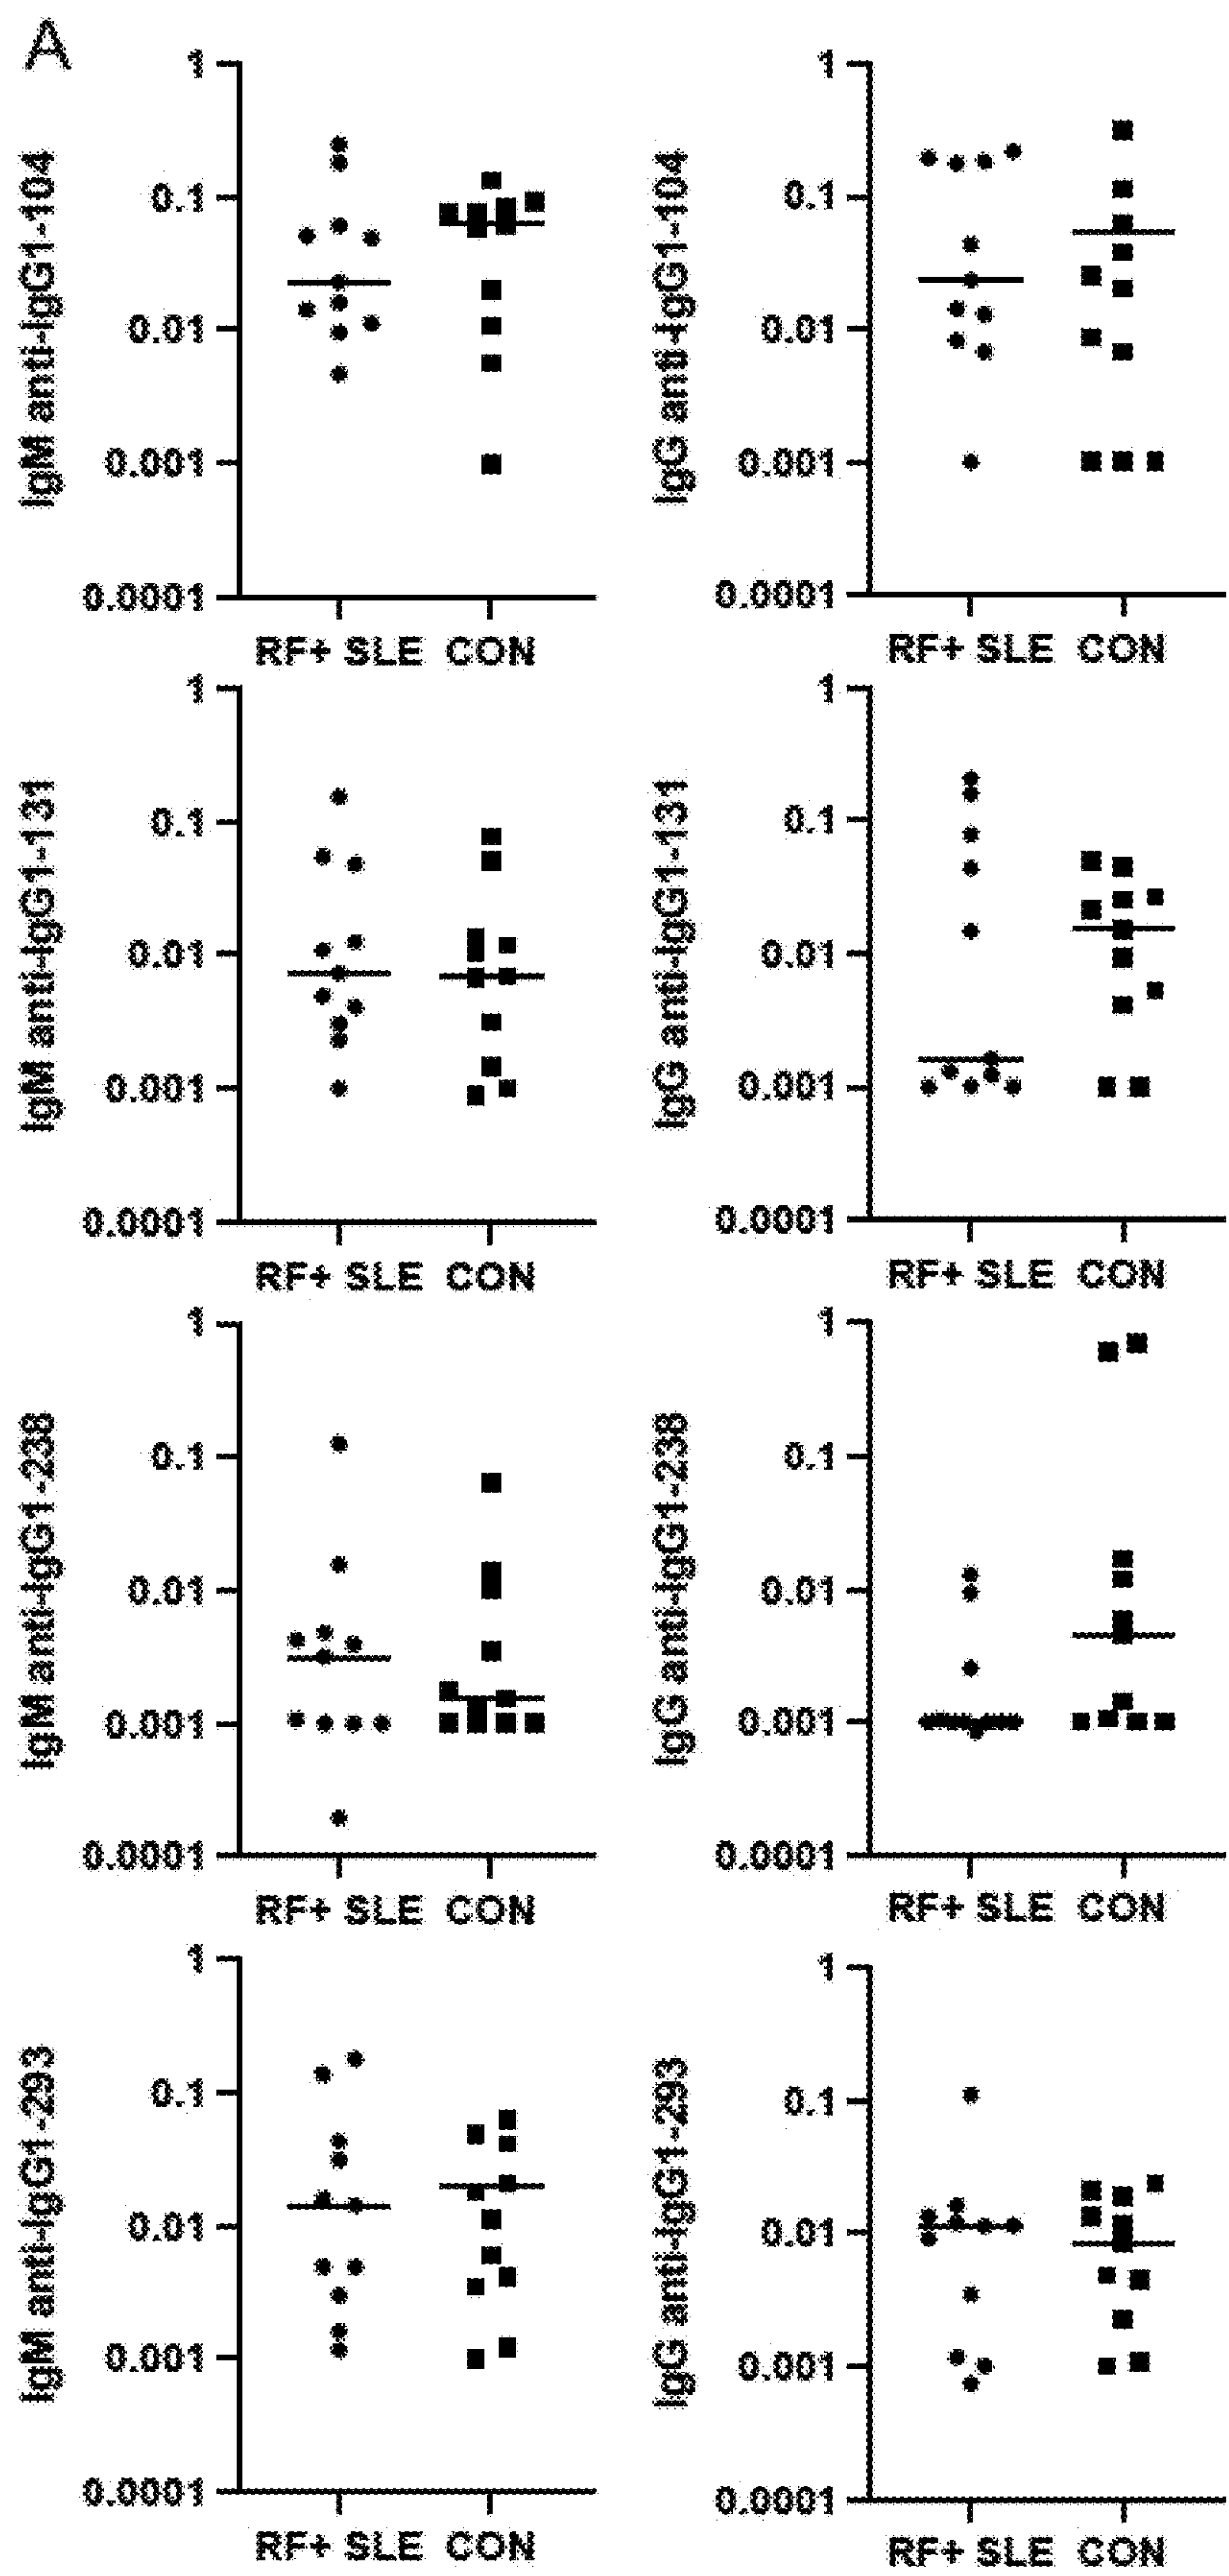 A
IgM anti-IgG1-104
1
0.1
0.01
0.001
0.0001
RF+ SLE CON
IgG anti-IgG1-104
1
0.1
0.01
0.001
0.0001
RF+ SLE CON
IgM anti-IgG1-131
1
0.1
0.01
0.001
0.0001
RF+ SLE CON
IgG anti-IgG1-131
1
0.1
0.01
0.001
0.0001
RF+ SLE CON
IgM anti-IgG1-238
1
0.1
0.01
0.001
0.0001
RF+ SLE CON
IgG anti-IgG1-238
1
0.1
0.01
0.001
0.0001
RF+ SLE CON
IgM anti-IgG1-293
1
0.1
0.01
0.001
0.0001
RF+ SLE CON
IgG anti-IgG1-293
1
0.1
0.01
0.001
0.0001
RF+ SLE CON